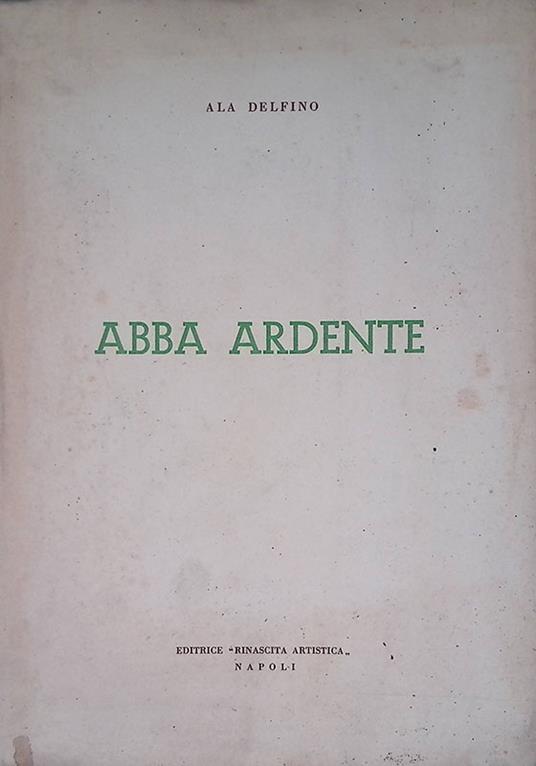 ALA DELFINO
ABBA ARDENTE
EDITRICE “RINASCITA ARTISTICA„
NAPOLI